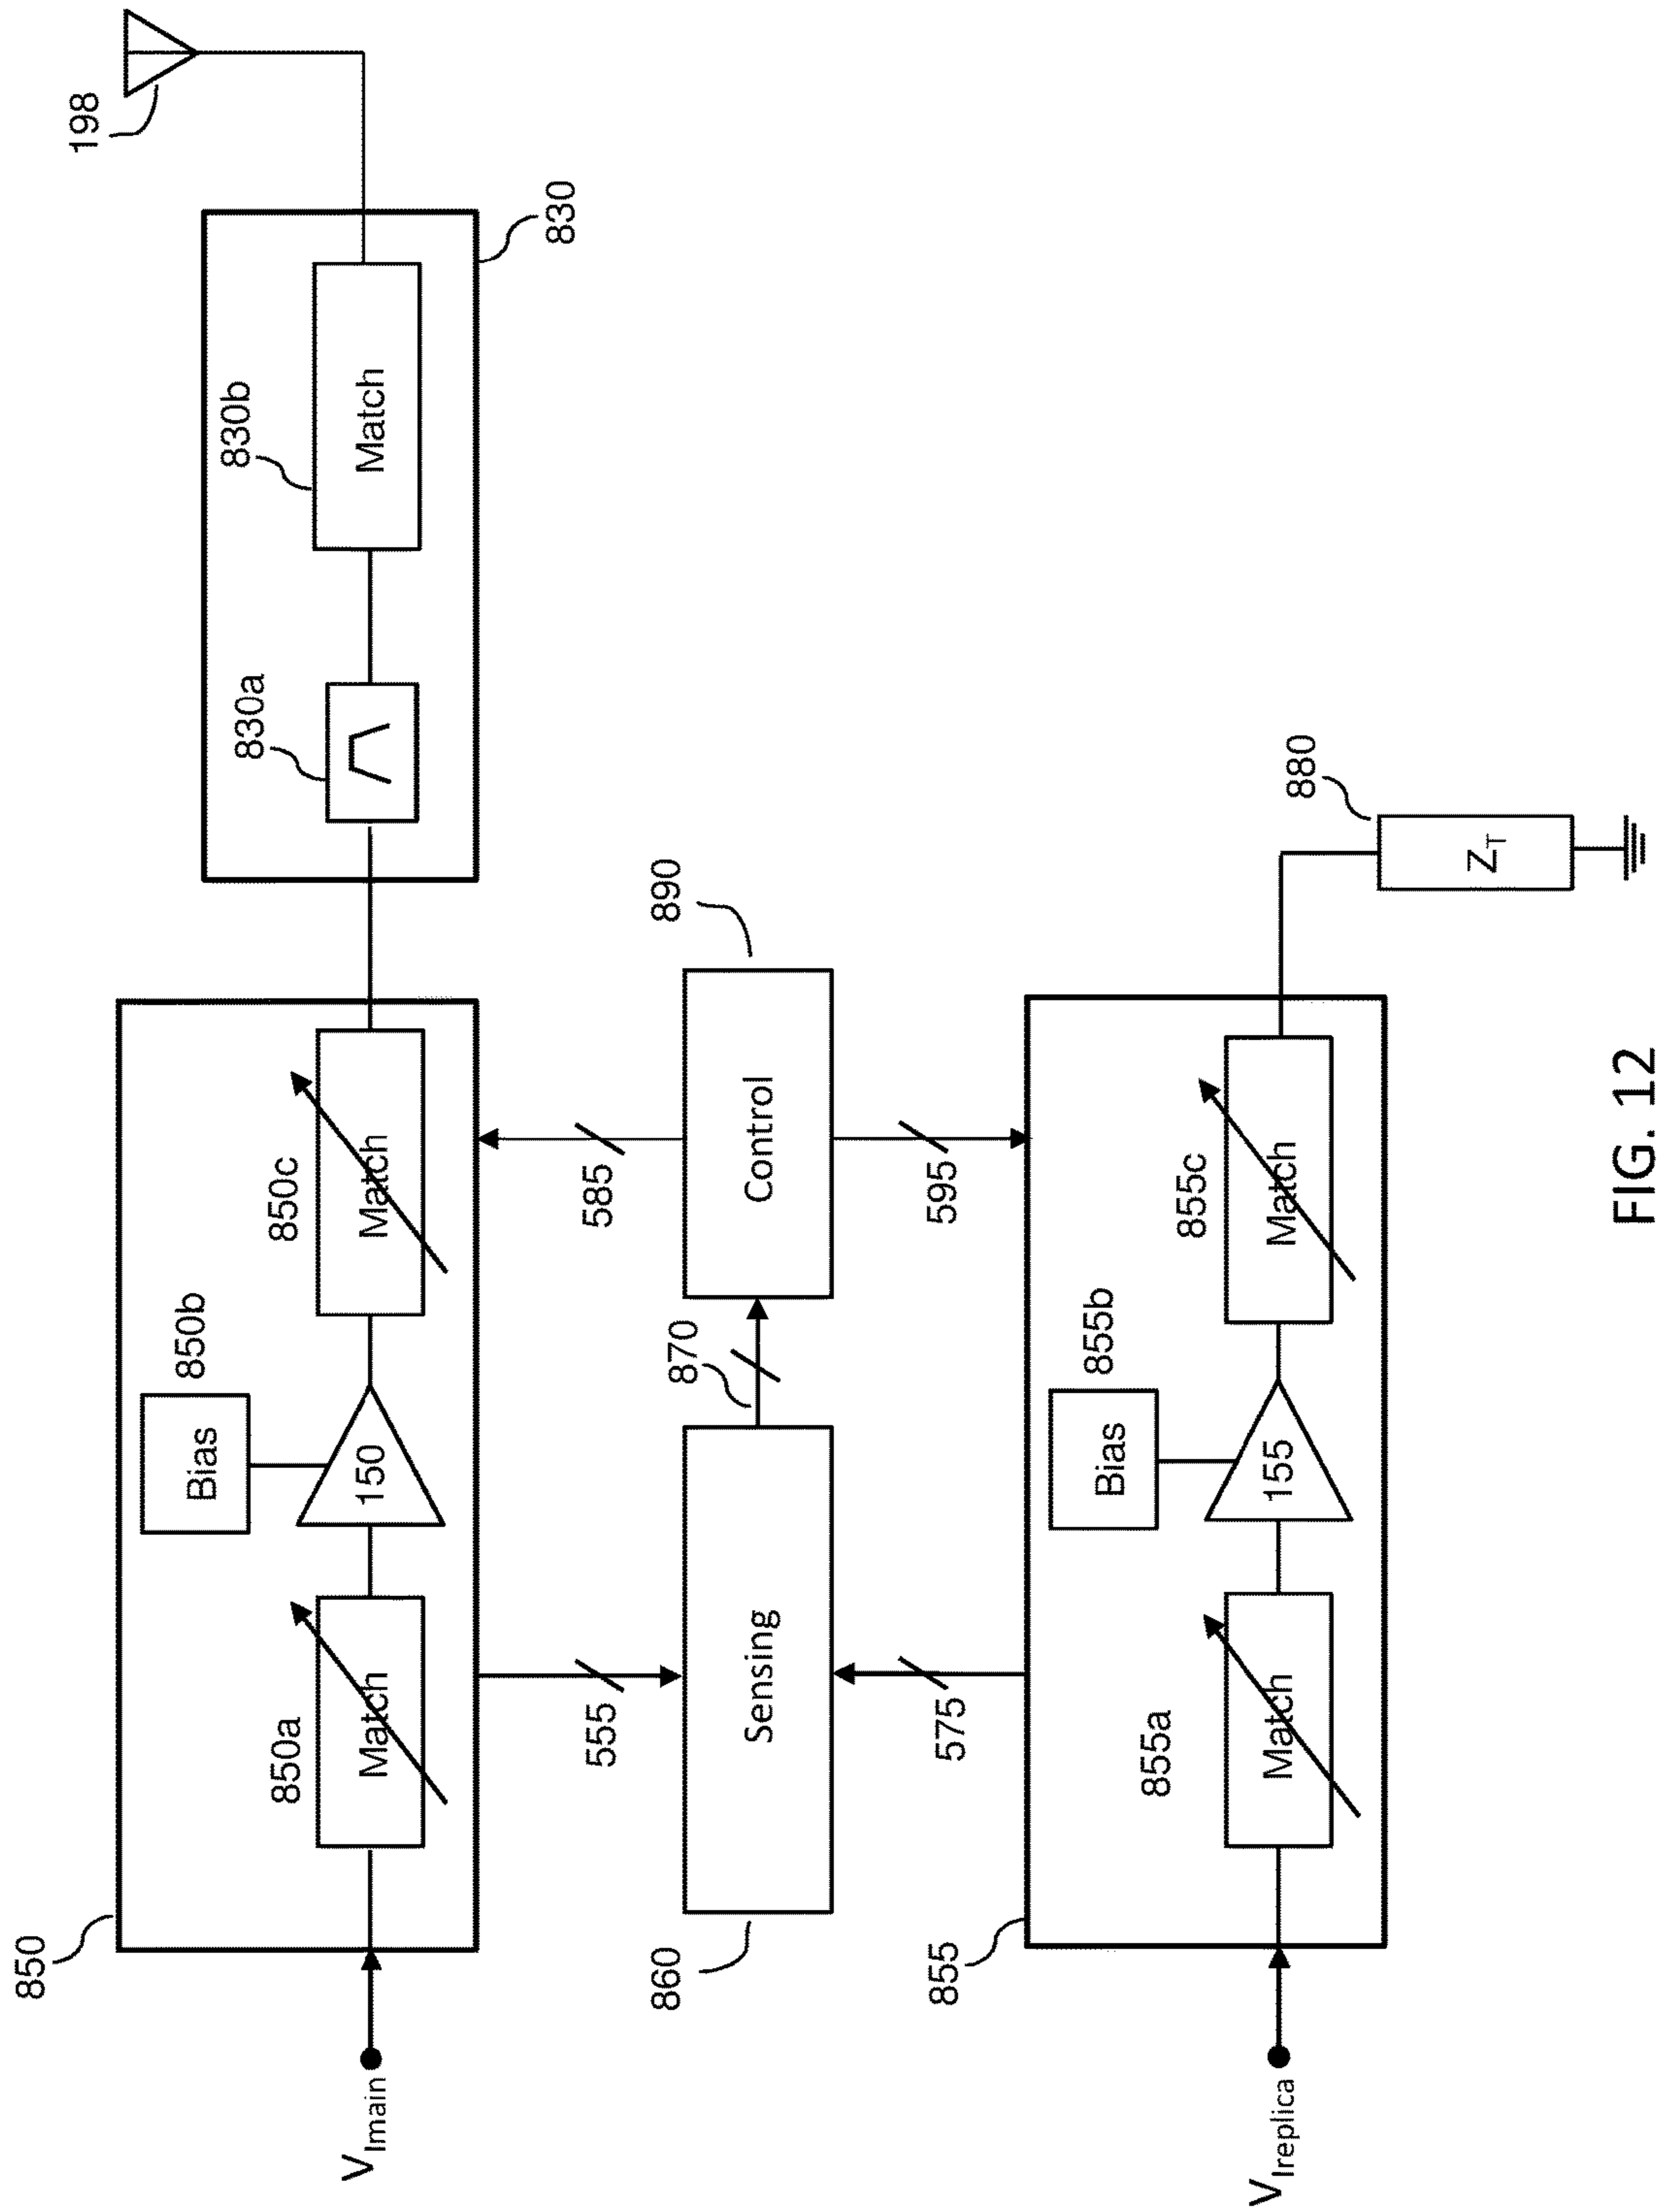 850
850b
Bias
850a
Match
150
850c
Match
V_Imain
198
830a
830b
Match
830
555
585
860
Sensing
870
Control
890
575
595
855
855b
Bias
855a
Match
155
855c
Match
V_Ireplica
880
Z_T
FIG. 12